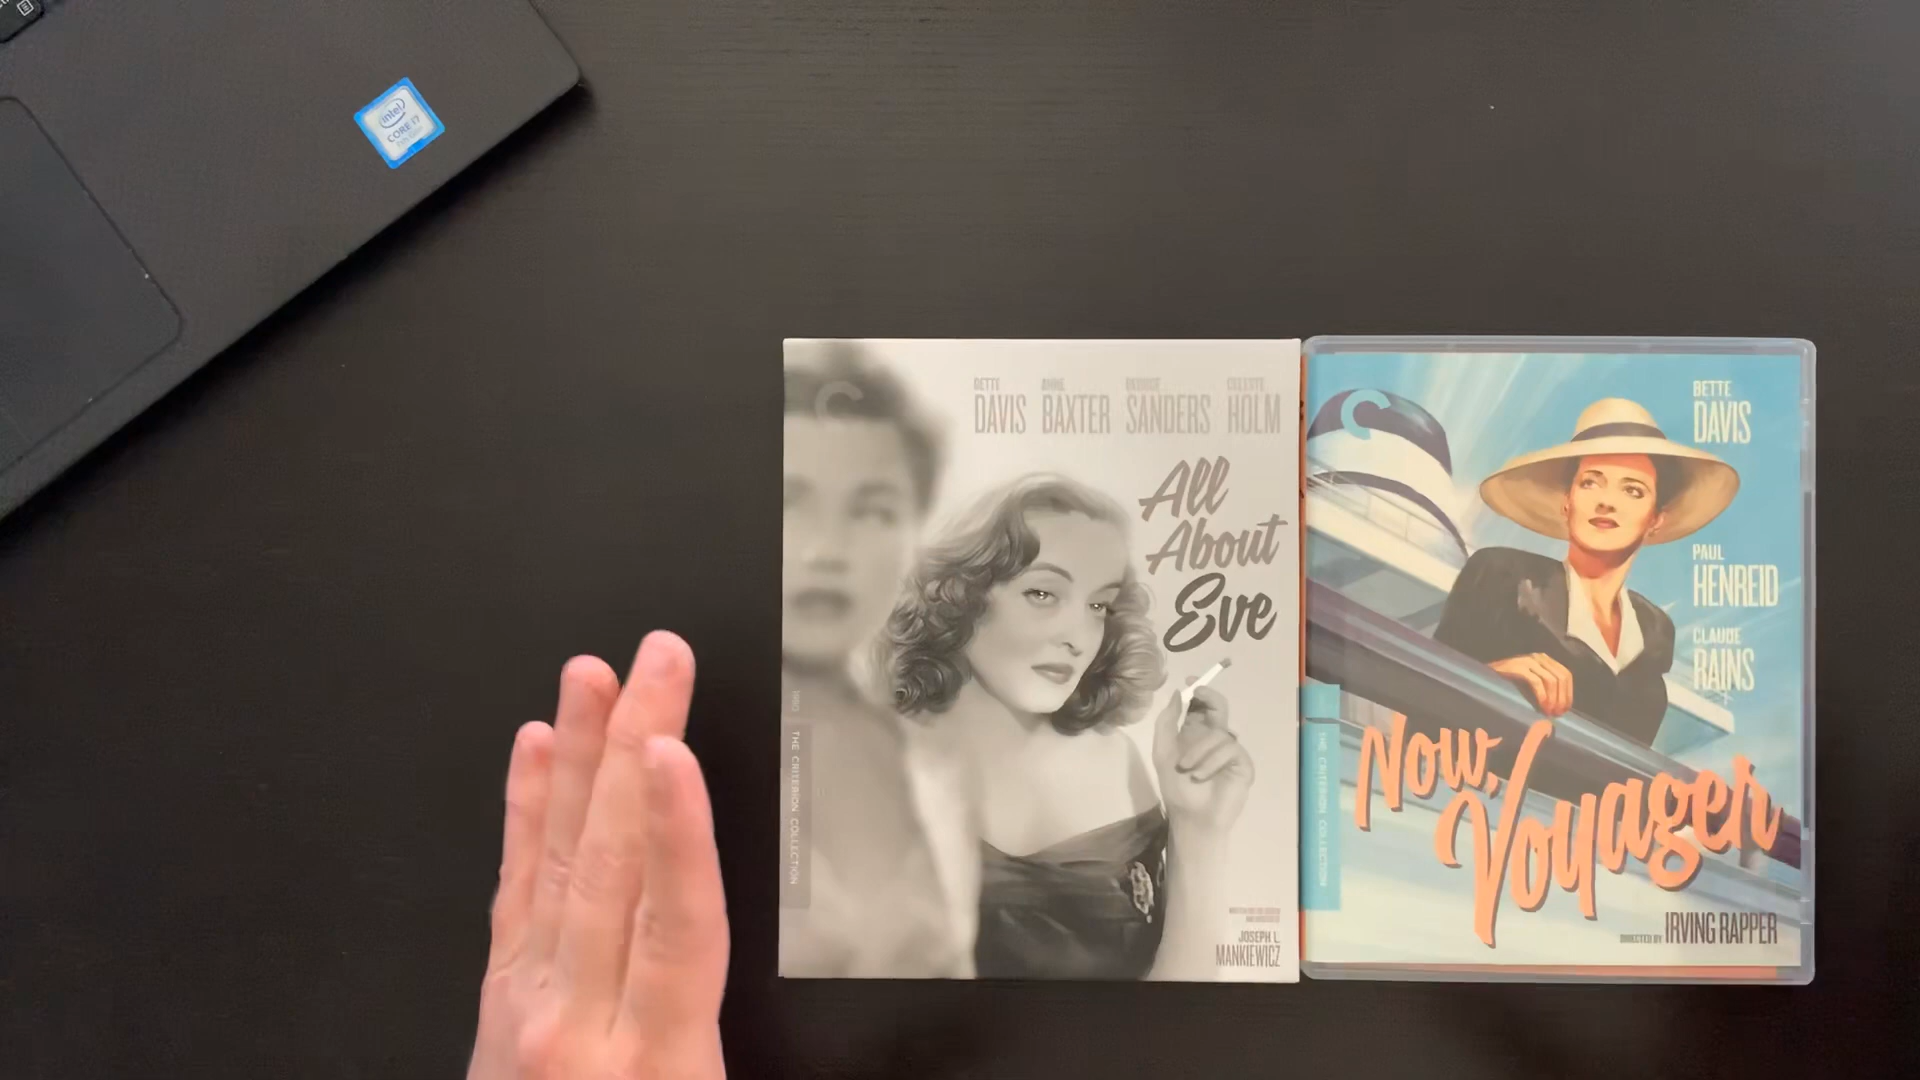 intel
CORE i7
BETTE
DAVIS
ANNE
BAXTER
GEORGE
SANDERS
CELESTE
HOLM
All
About
Eve
1950 THE CRITERION COLLECTION
JOSEPH L.
MANKIEWICZ
BETTE
DAVIS
PAUL
HENREID
CLAUDE
RAINS
THE CRITERION COLLECTION
Now,
Voyager
DIRECTED BY IRVING RAPPER